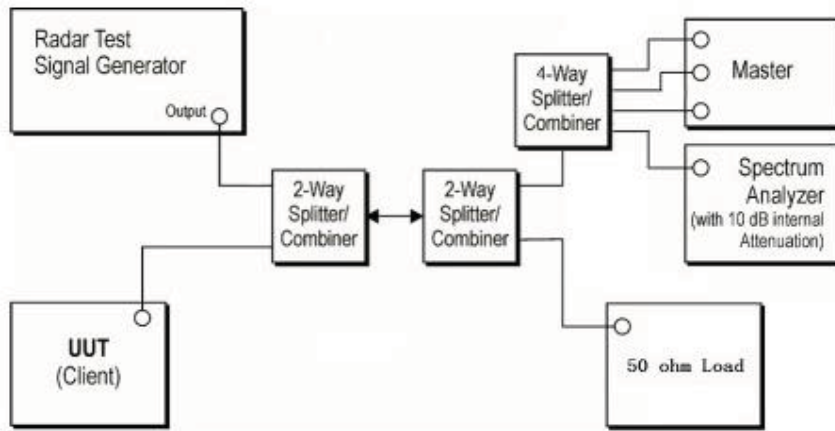 Radar Test
Signal Generator
Output
4-Way
Splitter/
Combiner
Master
2-Way
Splitter/
Combiner
2-Way
Splitter/
Combiner
Spectrum
Analyzer
(with 10 dB internal
Attenuation)
UUT
(Client)
50 ohm Load